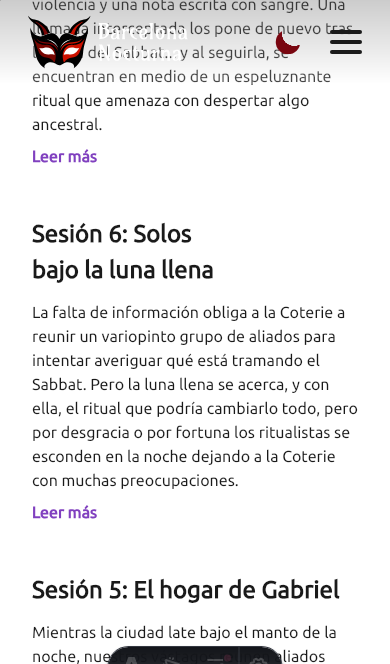 violencia y una nota escrita con sangre. Una
llamada interceptada los pone de nuevo tras
del Sabbat... y al seguirla, se
encuentran en medio de un espeluznante
ritual que amenaza con despertar algo
ancestral.
Leer más
Sesión 6: Solos
bajo la luna llena
La falta de información obliga a la Coterie a
reunir un variopinto grupo de aliados para
intentar averiguar qué está tramando el
Sabbat. Pero la luna llena se acerca, y con
ella, el ritual que podría cambiarlo todo, pero
por desgracia o por fortuna los ritualistas se
esconden en la noche dejando a la Coterie
con muchas preocupaciones.
Leer más
Sesión 5: El hogar de Gabriel
Mientras la ciudad late bajo el manto de la
noche, aliados